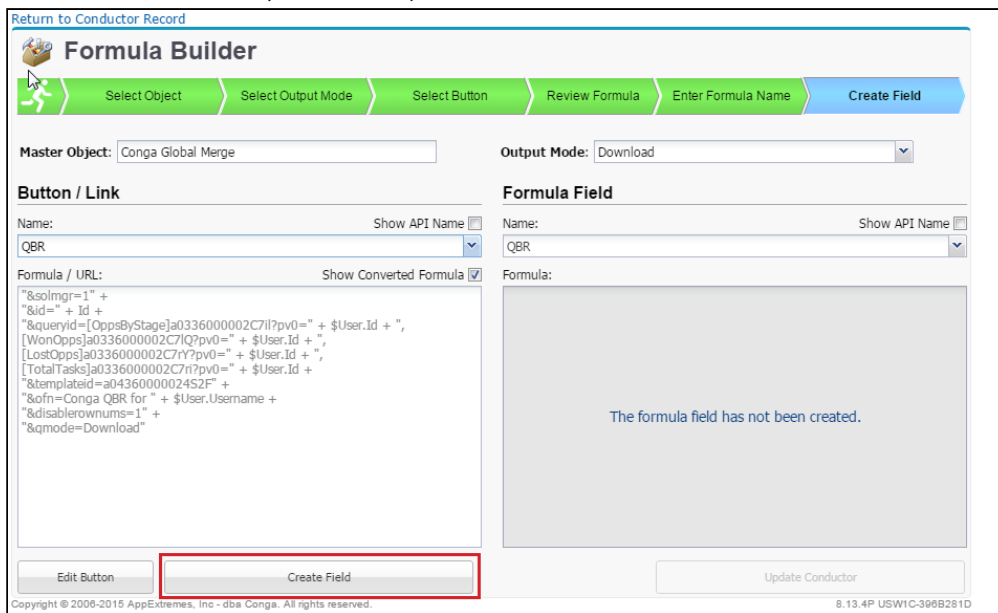 Return to Conductor Record
Formula Builder
Select Object
Select Output Mode
Select Button
Review Formula
Enter Formula Name
Create Field
Master Object: Conga Global Merge
Output Mode: Download
Button / Link
Formula Field
Name:
Show API Name
Name:
Show API Name
QBR
QBR
Formula / URL:
Show Converted Formula
Formula:
"&solmgr=1" +
"&id=" + Id +
"&queryid=[OppsByStage]a0336000002C7il?pv0=" + $User.Id + ",
[WonOpps]a0336000002C7lQ?pv0=" + $User.Id + ",
[LostOpps]a0336000002C7rY?pv0=" + $User.Id + ",
[TotalTasks]a0336000002C7ri?pv0=" + $User.Id +
"&templateid=a04360000024S2F" +
"&ofn=Conga QBR for " + $User.Username +
"&disablerownums=1" +
"&qmode=Download"
The formula field has not been created.
Edit Button
Create Field
Update Conductor
Copyright © 2006-2015 AppExtremes, Inc - dba Conga. All rights reserved.
8.13.4P USW1C-396B281D